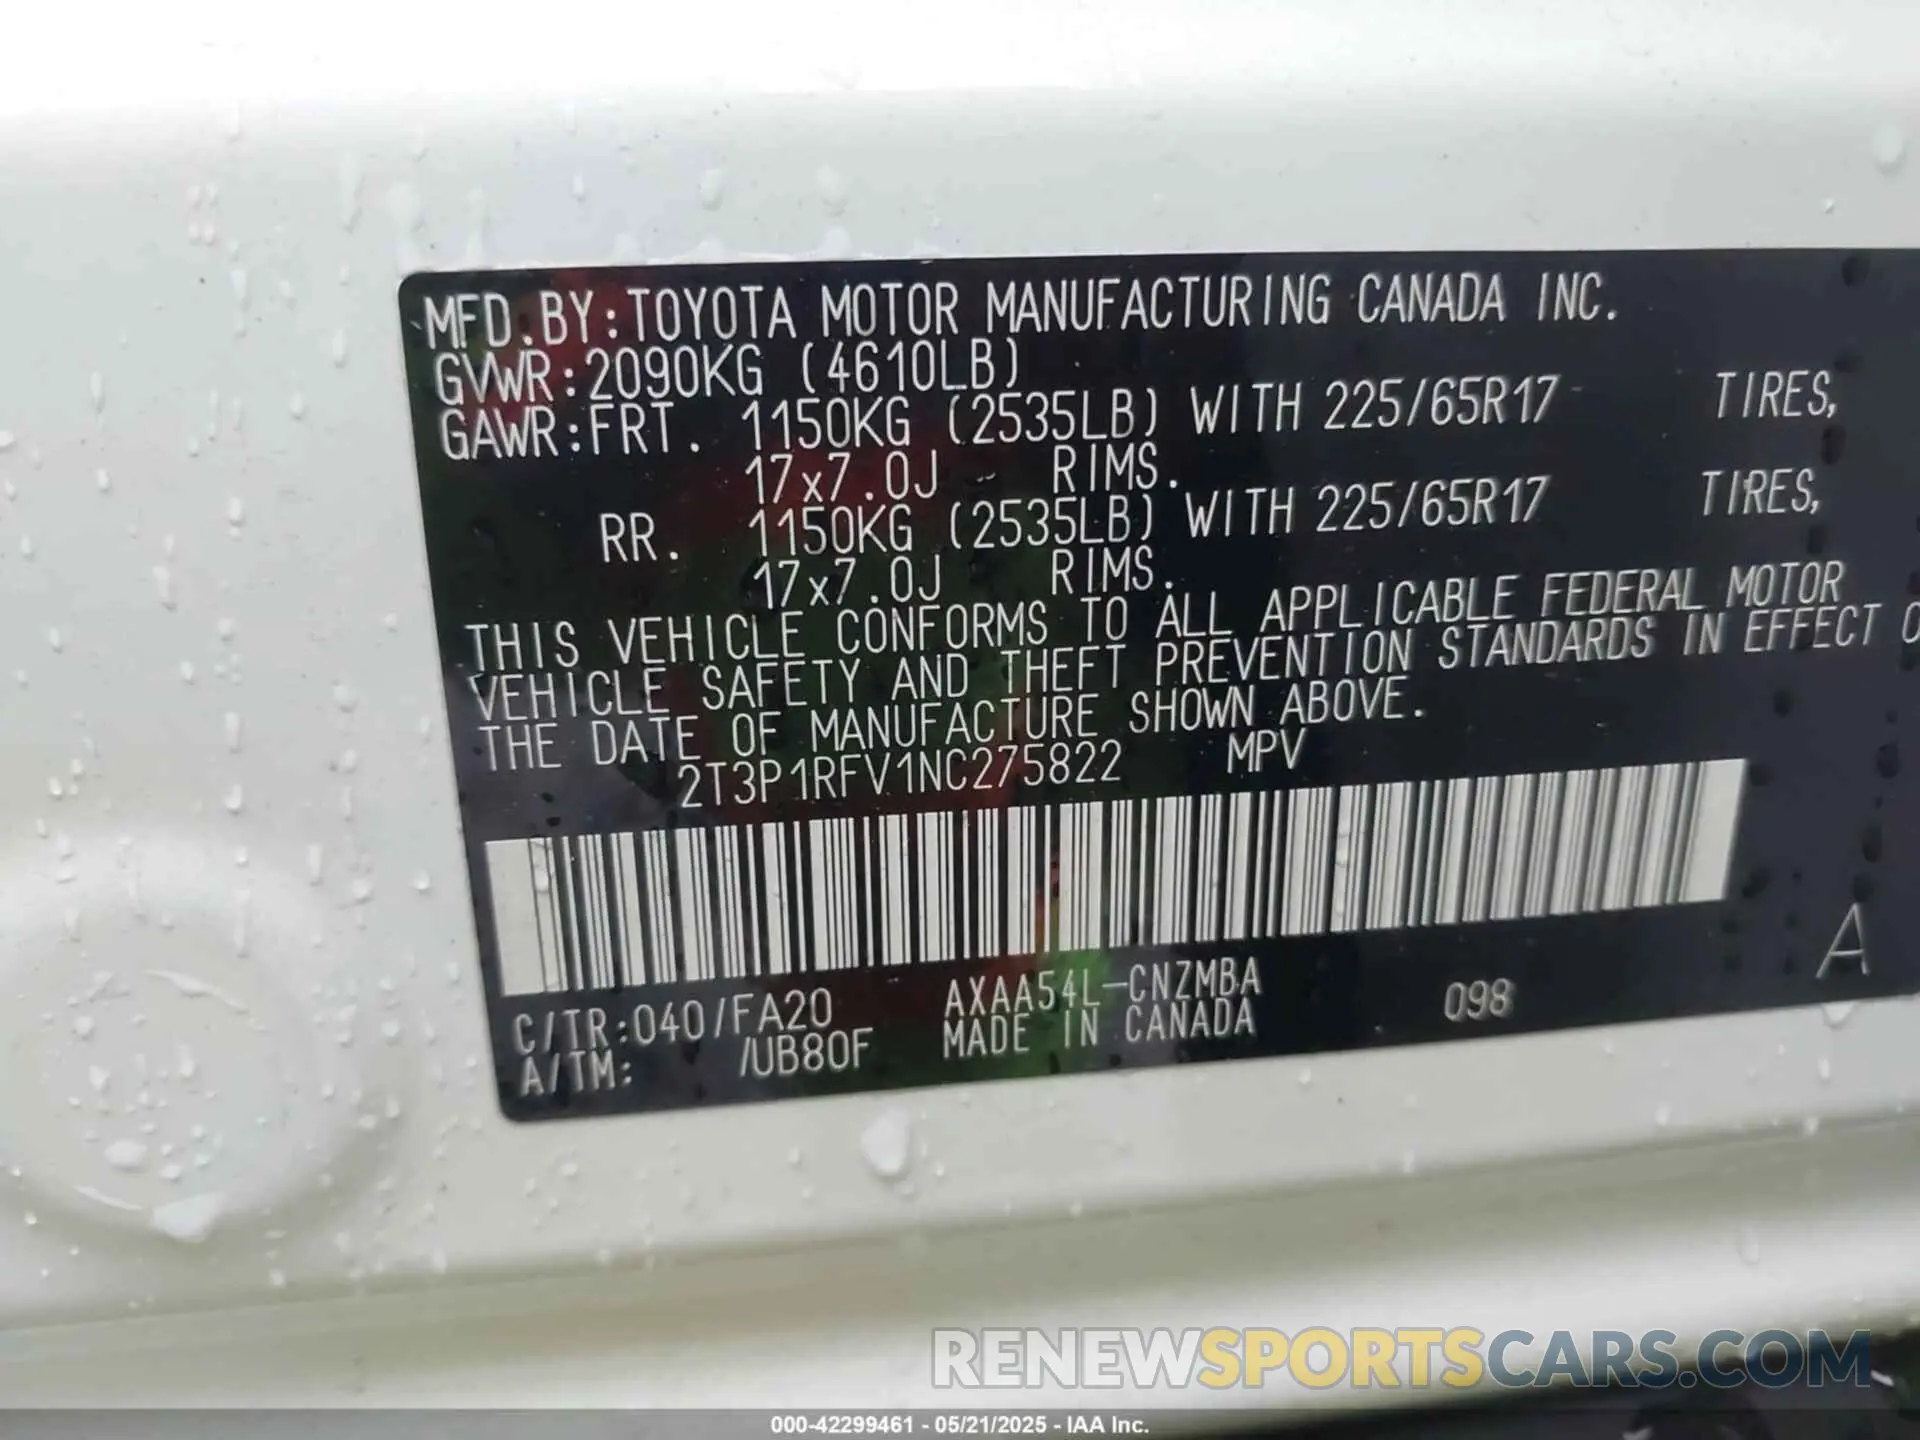 MFD.BY:TOYOTA MOTOR MANUFACTURING CANADA INC.
GVWR:2090KG (4610LB)
GAWR:FRT. 1150KG (2535LB) WITH 225/65R17 TIRES,
17x7.0J RIMS.
RR. 1150KG (2535LB) WITH 225/65R17 TIRES,
17x7.0J RIMS.
THIS VEHICLE CONFORMS TO ALL APPLICABLE FEDERAL MOTOR
VEHICLE SAFETY AND THEFT PREVENTION STANDARDS IN EFFECT
THE DATE OF MANUFACTURE SHOWN ABOVE.
2T3P1RFV1NC275822 MPV
C/TR:040/FA20 AXAA54L-CNZMBA 098 A
A/TM: /UB80F MADE IN CANADA
RENEWSPORTSCARS.COM
000-42299461 - 05/21/2025 - IAA Inc.